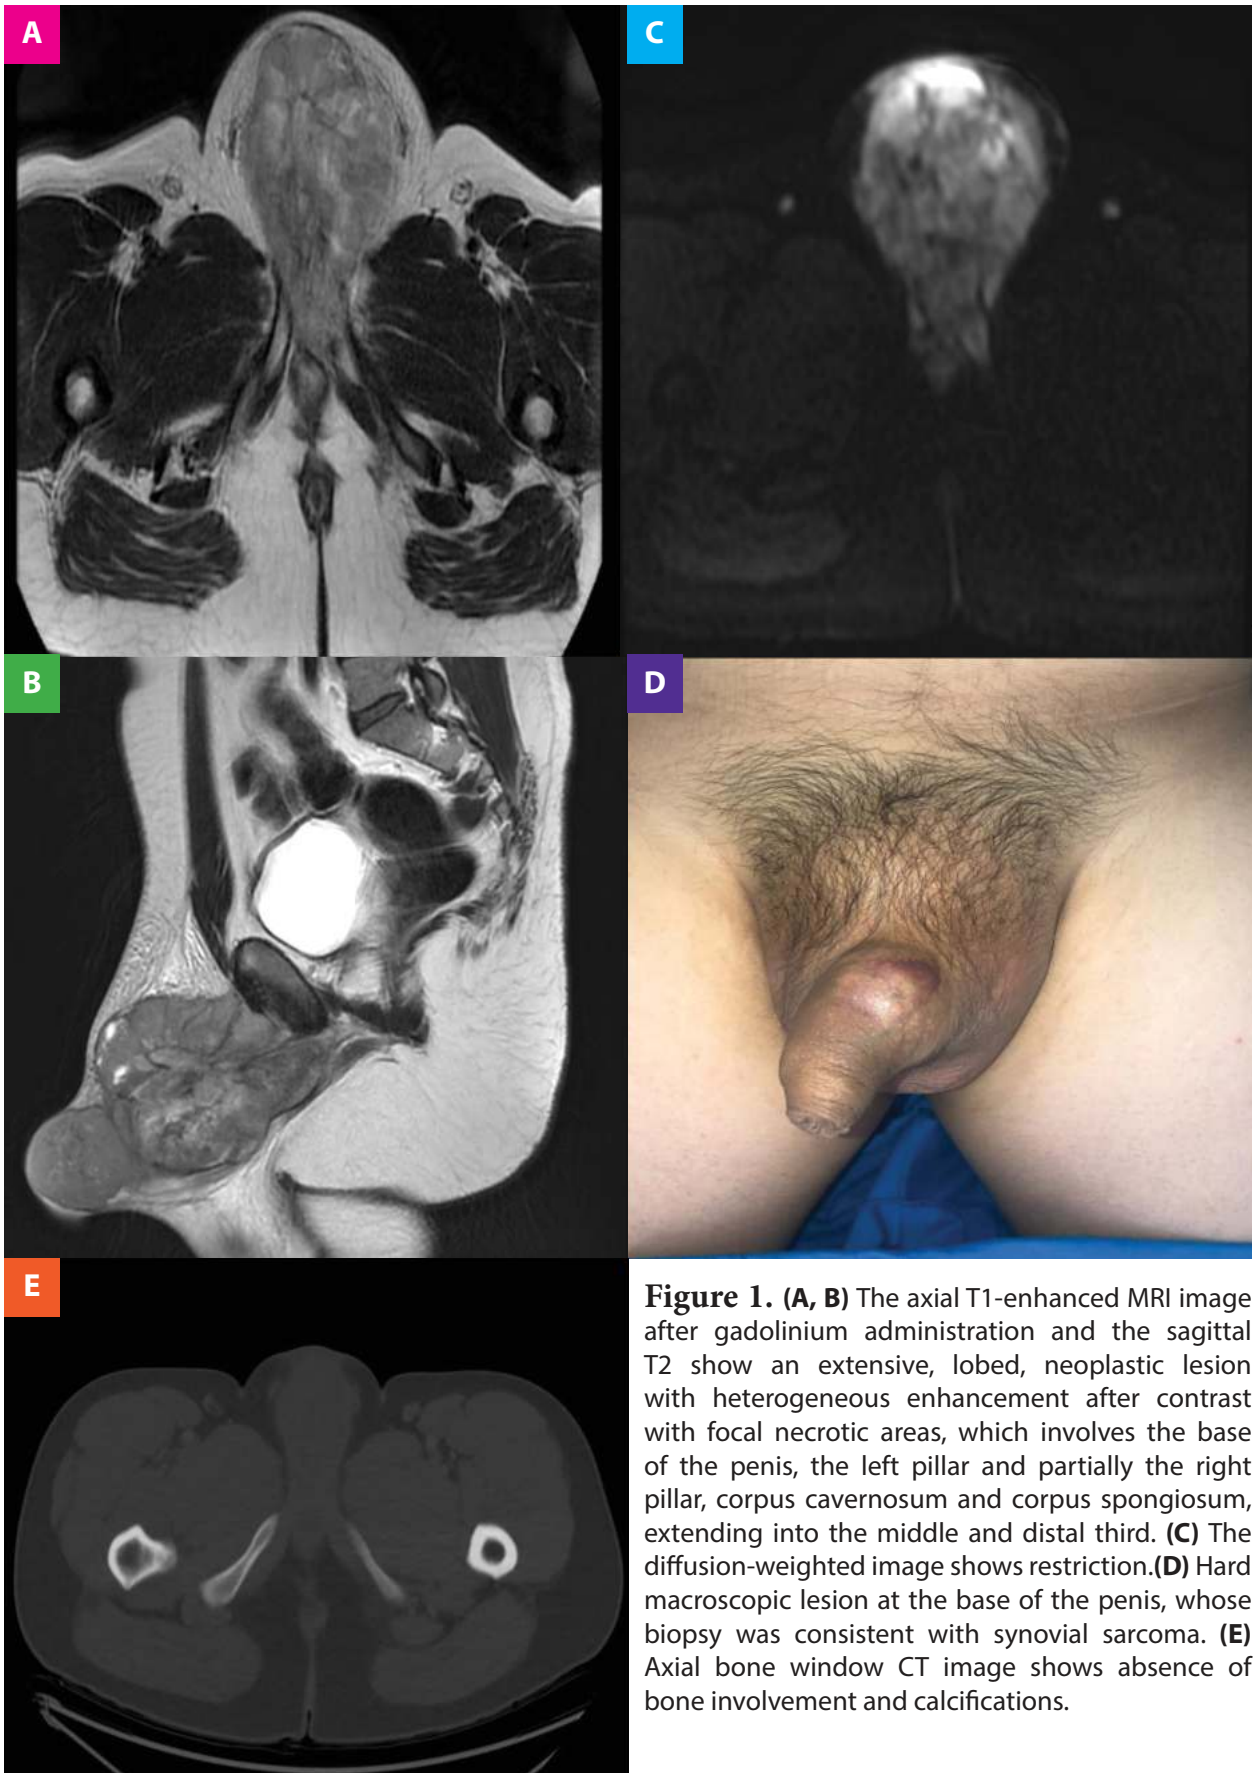 A
C
B
D
E
Figure 1. (A, B) The axial T1-enhanced MRI image
after gadolinium administration and the sagittal
T2 show an extensive, lobed, neoplastic lesion
with heterogeneous enhancement after contrast
with focal necrotic areas, which involves the base
of the penis, the left pillar and partially the right
pillar, corpus cavernosum and corpus spongiosum,
extending into the middle and distal third. (C) The
diffusion-weighted image shows restriction.(D) Hard
macroscopic lesion at the base of the penis, whose
biopsy was consistent with synovial sarcoma. (E)
Axial bone window CT image shows absence of
bone involvement and calcifications.